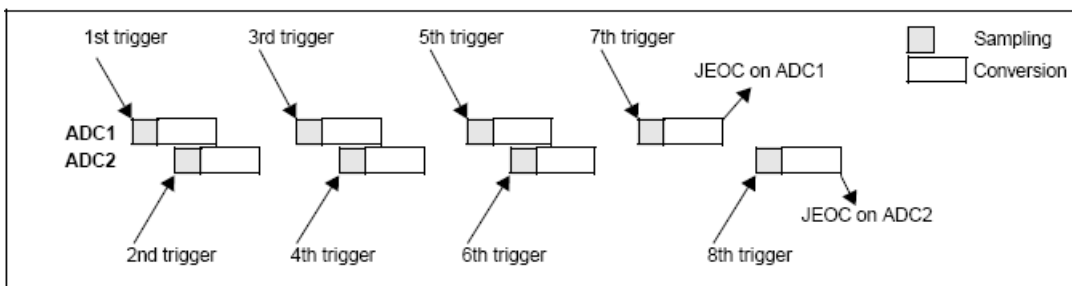 1st trigger
3rd trigger
5th trigger
7th trigger
Sampling
Conversion
JEOC on ADC1
ADC1
ADC2
JEOC on ADC2
2nd trigger
4th trigger
6th trigger
8th trigger